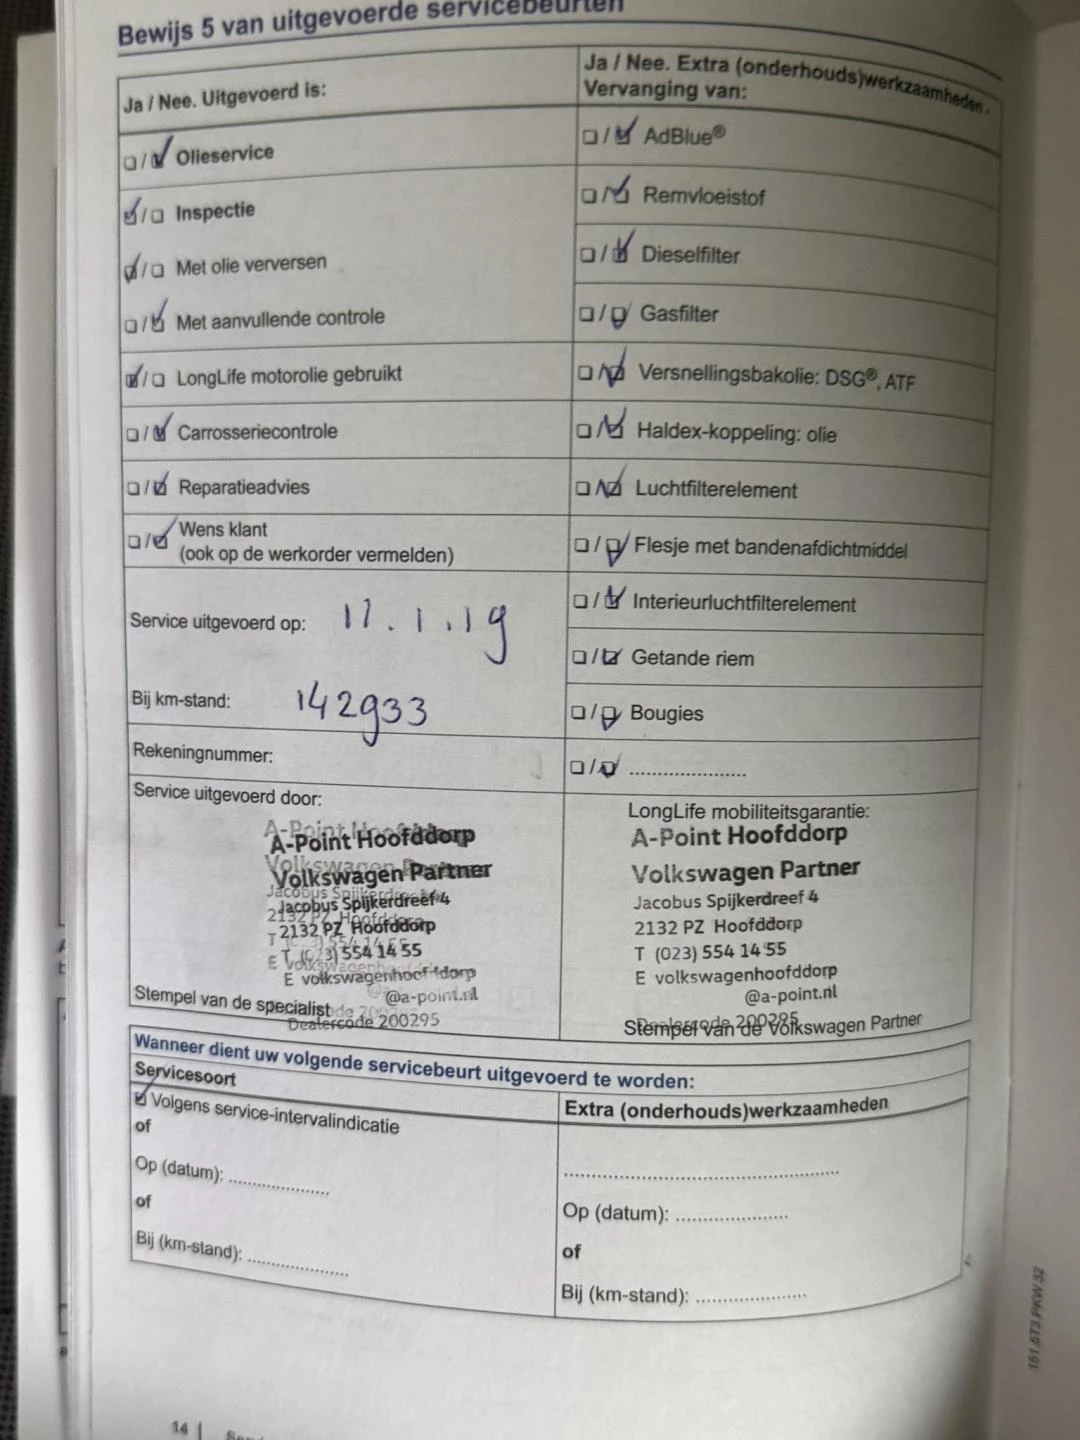 Bewijs 5 van uitgevoerde servicebeurten
Ja / Nee. Uitgevoerd is:
☐/☑ Olieservice
☑/☐ Inspectie
☑/☐ Met olie verversen
☐/☑ Met aanvullende controle
☑/☐ LongLife motorolie gebruikt
☐/☑ Carrosseriecontrole
☐/☑ Reparatieadvies
☐/☑ Wens klant
(ook op de werkorder vermelden)
Service uitgevoerd op: 17.1.19
Bij km-stand: 142933
Rekeningnummer:
Service uitgevoerd door:
A-Point Hoofddorp
Volkswagen Partner
Jacobus Spijkerdreef 4
2132 PZ Hoofddorp
T (023) 554 14 55
E volkswagenhoofddorp
@a-point.nl
Stempel van de specialist
Dealercode 200295
Ja / Nee. Extra (onderhouds)werkzaamheden.
Vervanging van:
☐/☑ AdBlue®
☐/☑ Remvloeistof
☐/☑ Dieselfilter
☐/☑ Gasfilter
☐/☑ Versnellingsbakolie: DSG®, ATF
☐/☑ Haldex-koppeling: olie
☐/☑ Luchtfilterelement
☐/☑ Flesje met bandenafdichtmiddel
☐/☑ Interieurluchtfilterelement
☐/☑ Getande riem
☐/☑ Bougies
☐/☑ .....................
LongLife mobiliteitsgarantie:
A-Point Hoofddorp
Volkswagen Partner
Jacobus Spijkerdreef 4
2132 PZ Hoofddorp
T (023) 554 14 55
E volkswagenhoofddorp
@a-point.nl
Dealercode 200295
Stempel van de Volkswagen Partner
Wanneer dient uw volgende servicebeurt uitgevoerd te worden:
Servicesoort
☑ Volgens service-intervalindicatie
of
Op (datum): ..................
of
Bij (km-stand): ..................
Extra (onderhouds)werkzaamheden
..................................................
Op (datum): ....................
of
Bij (km-stand): ....................
151.5T3.PKW.32
14 |